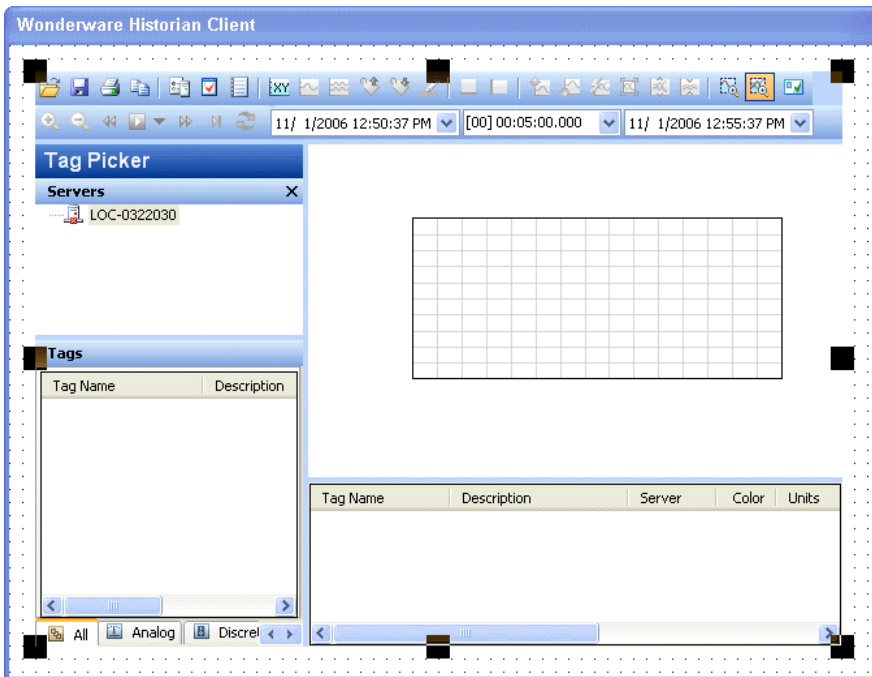 Wonderware Historian Client
XY
11/ 1/2006 12:50:37 PM [00] 00:05:00.000 11/ 1/2006 12:55:37 PM
Tag Picker
Servers X
LOC-0322030
Tags
Tag Name Description
Tag Name Description Server Color Units
All Analog Discret